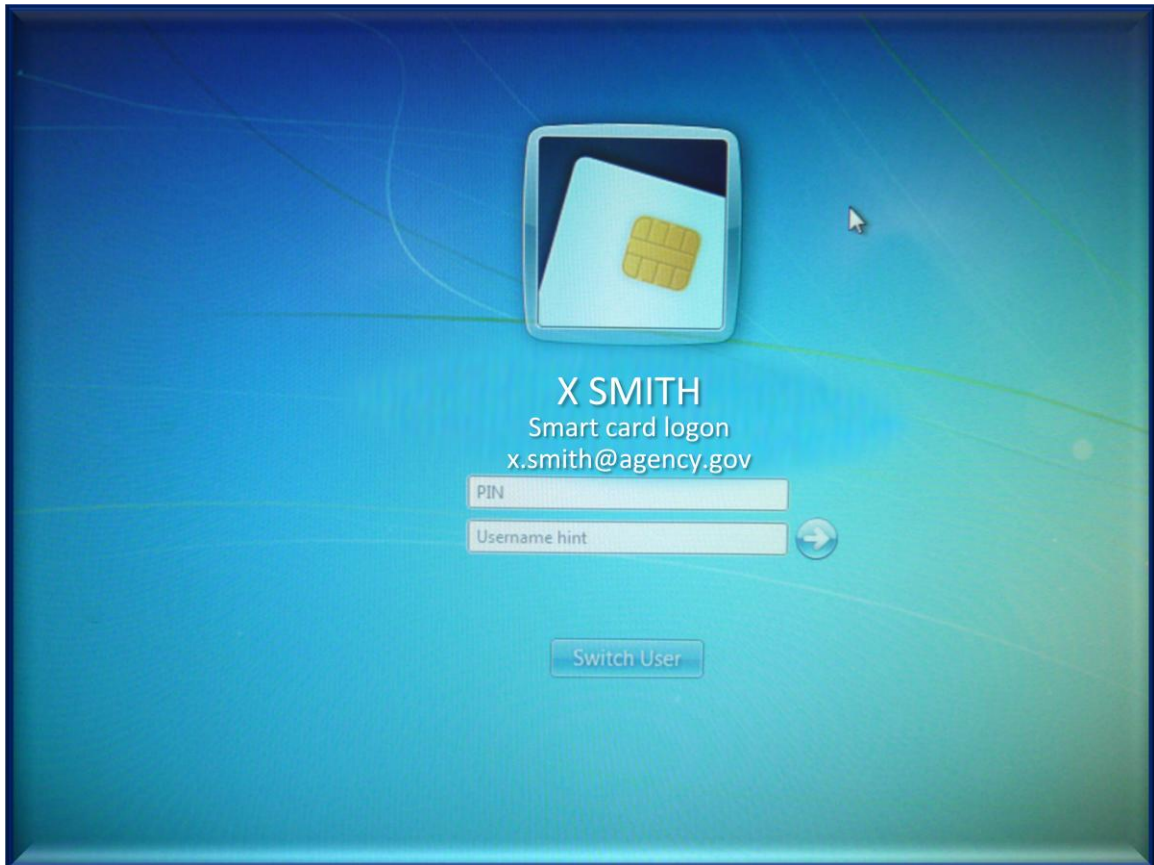 X SMITH
Smart card logon
x.smith@agency.gov
PIN
Username hint
Switch User